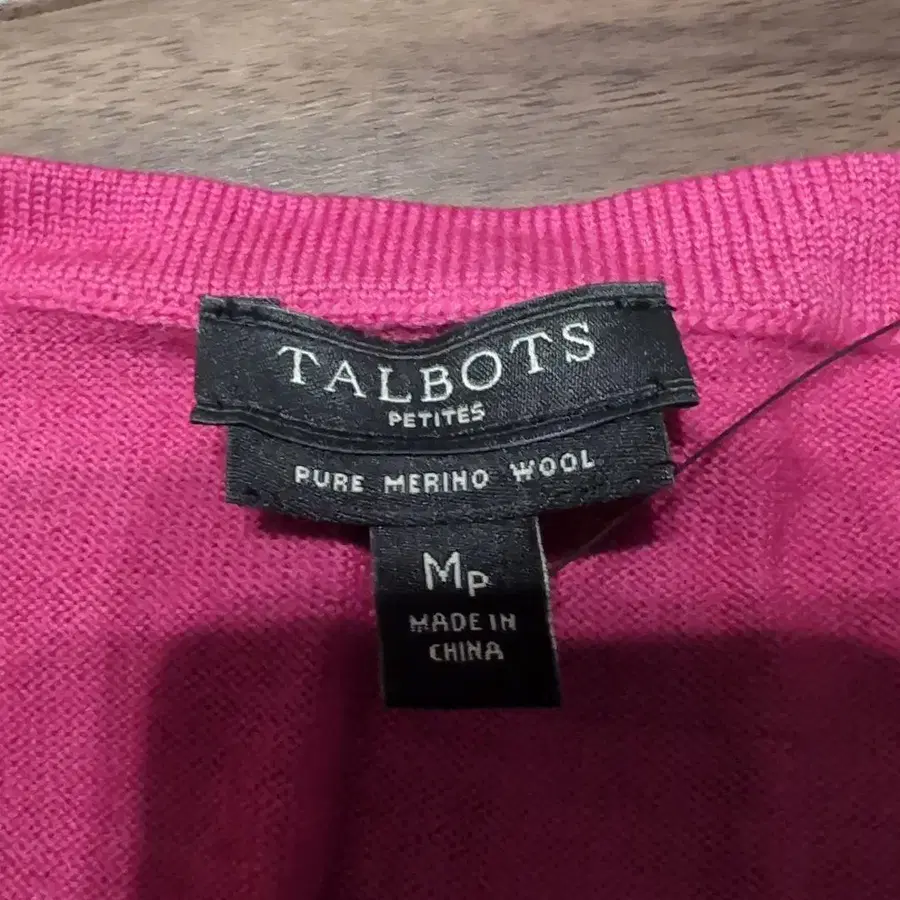 TALBOTS
PETITES
PURE MERINO WOOL
MP
MADE IN
CHINA